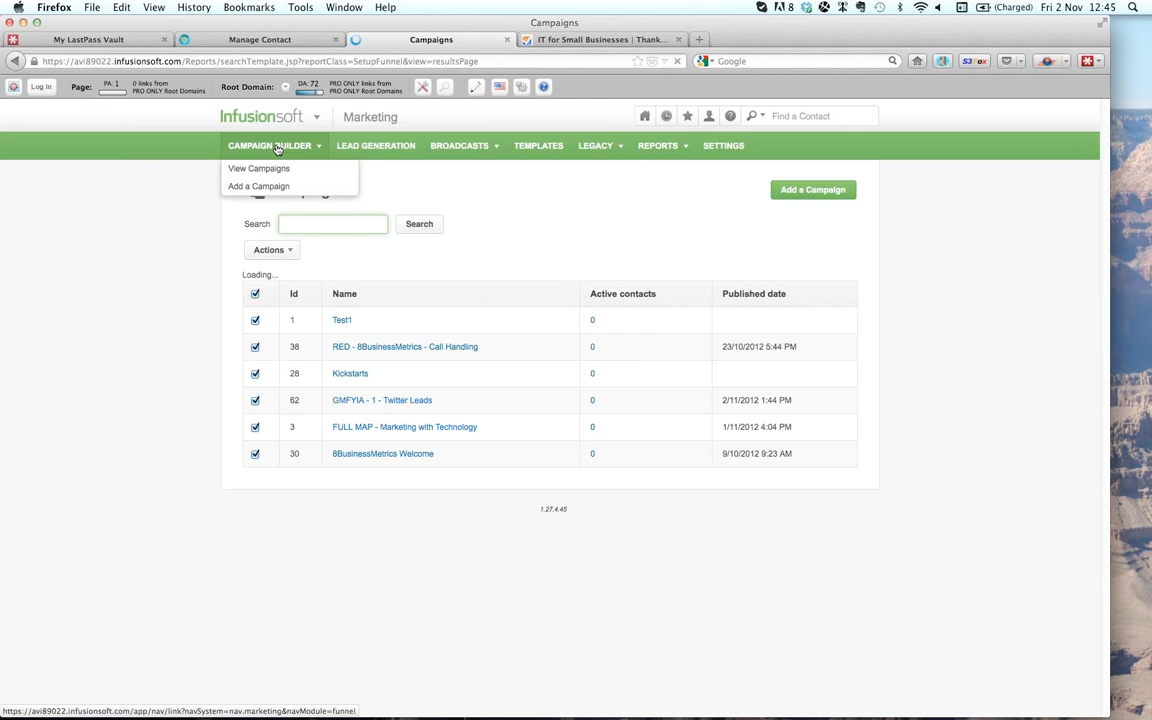 Firefox File Edit View History Bookmarks Tools Window Help 8 (Charged) Fri 2 Nov 12:45
Campaigns
My LastPass Vault Manage Contact Campaigns IT for Small Businesses | Thank...
https://avi89022.infusionsoft.com/Reports/searchTemplate.jsp?reportClass=SetupFunnel&view=resultsPage Google S3Fox
Log In Page: PA: 1 0 links from PRO ONLY Root Domains Root Domain: DA: 72 PRO ONLY links from PRO ONLY Root Domains
Infusionsoft Marketing Find a Contact
CAMPAIGN BUILDER LEAD GENERATION BROADCASTS TEMPLATES LEGACY REPORTS SETTINGS
View Campaigns
Add a Campaign
Add a Campaign
Search Search
Actions
Loading...
Id Name Active contacts Published date
1 Test1 0
38 RED - 8BusinessMetrics - Call Handling 0 23/10/2012 5:44 PM
28 Kickstarts 0
62 GMFYIA - 1 - Twitter Leads 0 2/11/2012 1:44 PM
3 FULL MAP - Marketing with Technology 0 1/11/2012 4:04 PM
30 8BusinessMetrics Welcome 0 9/10/2012 9:23 AM
1.27.4.45
https://avi89022.infusionsoft.com/app/nav/link?navSystem=nav.marketing&navModule=funnel